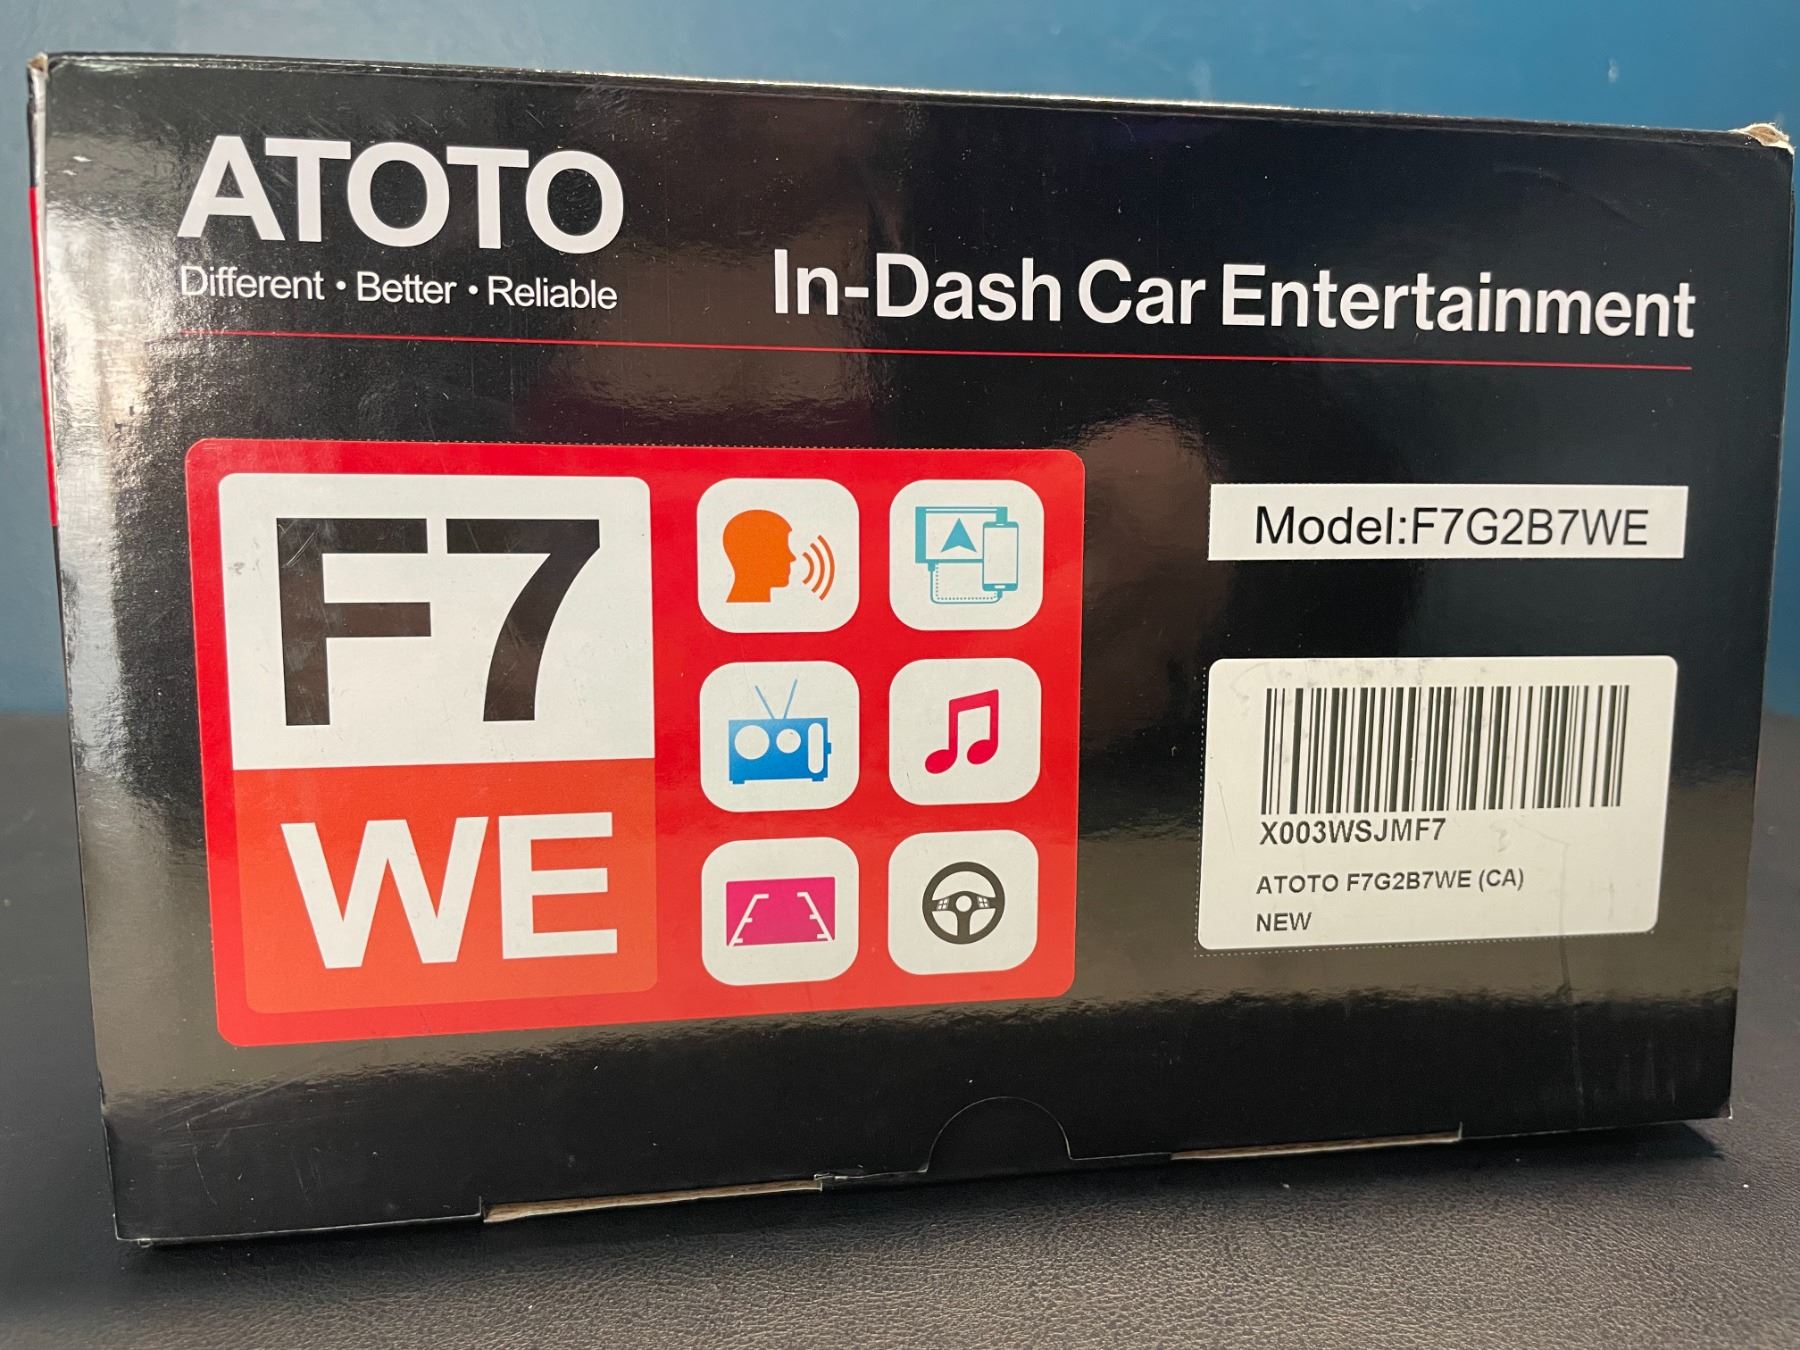 ATOTO
Different · Better · Reliable
In-Dash Car Entertainment
F7
WE
Model:F7G2B7WE
X003WSJMF7
ATOTO F7G2B7WE (CA)
NEW